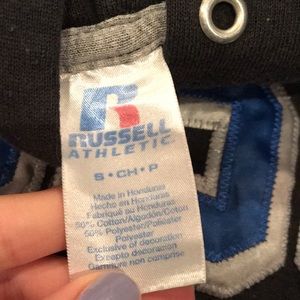 RUSSELL
ATHLETIC
S • CH • P
Made in Honduras
Hecho en Honduras
Fabriqué au Honduras
50% Cotton/Algodón/Coton
50% Polyester/Poliéster
Polyester
Exclusive of decoration
Excepto decoración
Garniture non comprise